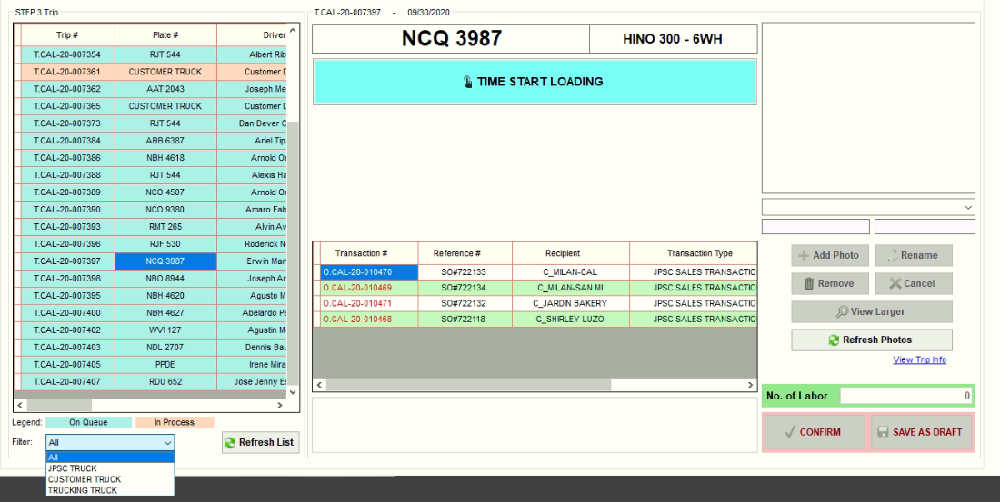 STEP 3 Trip
Trip # Plate # Driver
T.CAL-20-007354 RJT 544 Albert Rib
T.CAL-20-007361 CUSTOMER TRUCK Customer D
T.CAL-20-007362 AAT 2043 Joseph Me
T.CAL-20-007365 CUSTOMER TRUCK Customer D
T.CAL-20-007373 RJT 544 Dan Dever C
T.CAL-20-007384 ABB 6387 Ariel Tip
T.CAL-20-007386 NBH 4618 Arnold Or
T.CAL-20-007388 RJT 544 Alexis Ha
T.CAL-20-007389 NCO 4507 Arnold Or
T.CAL-20-007390 NCO 9380 Amaro Fab
T.CAL-20-007393 RMT 265 Alvin Av
T.CAL-20-007396 RJF 530 Roderick N
T.CAL-20-007397 NCQ 3987 Erwin Mar
T.CAL-20-007398 NBO 8944 Joseph Ar
T.CAL-20-007395 NBH 4620 Agusto M
T.CAL-20-007400 NBH 4627 Abelardo Pa
T.CAL-20-007402 WVI 127 Agustin M
T.CAL-20-007403 NDL 2707 Dennis Bau
T.CAL-20-007405 PPDE Irene Mira
T.CAL-20-007407 RDU 652 Jose Jenny Es
Legend: On Queue In Process
Filter: All Refresh List
All
JPSC TRUCK
CUSTOMER TRUCK
TRUCKING TRUCK
T.CAL-20-007397 - 09/30/2020
NCQ 3987 HINO 300 - 6WH
TIME START LOADING
Transaction # Reference # Recipient Transaction Type
O.CAL-20-010470 SO#722133 C_MILAN-CAL JPSC SALES TRANSACTIO
O.CAL-20-010469 SO#722134 C_MILAN-SAN MI JPSC SALES TRANSACTIO
O.CAL-20-010471 SO#722132 C_JARDIN BAKERY JPSC SALES TRANSACTIO
O.CAL-20-010468 SO#722118 C_SHIRLEY LUZO JPSC SALES TRANSACTIO
Add Photo Rename
Remove Cancel
View Larger
Refresh Photos
View Trip Info
No. of Labor 0
CONFIRM SAVE AS DRAFT